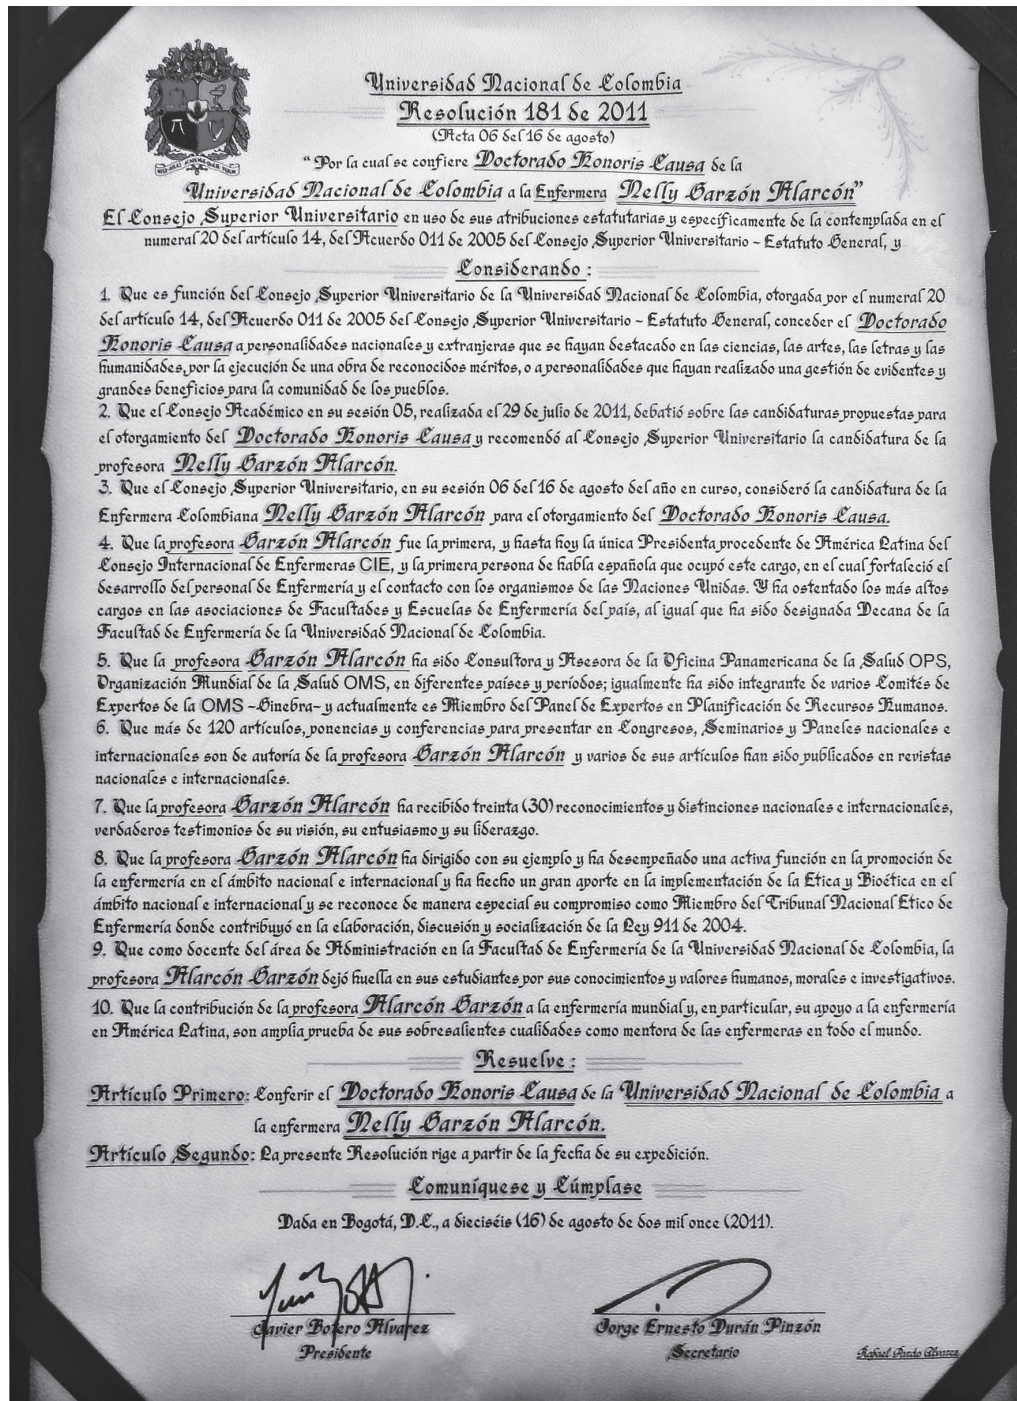 Universidad Nacional de Colombia
Resolución 181 de 2011
(Acta 06 del 16 de agosto)
“Por la cual se confiere Doctorado Honoris Causa de la
Universidad Nacional de Colombia a la Enfermera Nelly Garzón Alarcón”
El Consejo Superior Universitario en uso de sus atribuciones estatutarias y específicamente de la contemplada en el
numeral 20 del artículo 14, del Acuerdo 011 de 2005 del Consejo Superior Universitario - Estatuto General, y
Considerando :
1. Que es función del Consejo Superior Universitario de la Universidad Nacional de Colombia, otorgada por el numeral 20
del artículo 14, del Acuerdo 011 de 2005 del Consejo Superior Universitario - Estatuto General, conceder el Doctorado
Honoris Causa a personalidades nacionales y extranjeras que se hayan destacado en las ciencias, las artes, las letras y las
humanidades, por la ejecución de una obra de reconocidos méritos, o a personalidades que hayan realizado una gestión de evidentes y
grandes beneficios para la comunidad de los pueblos.
2. Que el Consejo Académico en su sesión 05, realizada el 29 de julio de 2011, debatió sobre las candidaturas propuestas para
el otorgamiento del Doctorado Honoris Causa y recomendó al Consejo Superior Universitario la candidatura de la
profesora Nelly Garzón Alarcón.
3. Que el Consejo Superior Universitario, en su sesión 06 del 16 de agosto del año en curso, consideró la candidatura de la
Enfermera Colombiana Nelly Garzón Alarcón para el otorgamiento del Doctorado Honoris Causa.
4. Que la profesora Garzón Alarcón fue la primera, y hasta hoy la única Presidenta procedente de América Latina del
Consejo Internacional de Enfermeras CIE, y la primera persona de habla española que ocupó este cargo, en el cual fortaleció el
desarrollo del personal de Enfermería y el contacto con los organismos de las Naciones Unidas. Y ha ostentado los más altos
cargos en las asociaciones de Facultades y Escuelas de Enfermería del país, al igual que ha sido designada Decana de la
Facultad de Enfermería de la Universidad Nacional de Colombia.
5. Que la profesora Garzón Alarcón ha sido Consultora y Asesora de la Oficina Panamericana de la Salud OPS,
Organización Mundial de la Salud OMS, en diferentes países y períodos; igualmente ha sido integrante de varios Comités de
Expertos de la OMS -Ginebra- y actualmente es Miembro del Panel de Expertos en Planificación de Recursos Humanos.
6. Que más de 120 artículos, ponencias y conferencias para presentar en Congresos, Seminarios y Paneles nacionales e
internacionales son de autoría de la profesora Garzón Alarcón y varios de sus artículos han sido publicados en revistas
nacionales e internacionales.
7. Que la profesora Garzón Alarcón ha recibido treinta (30) reconocimientos y distinciones nacionales e internacionales,
verdaderos testimonios de su visión, su entusiasmo y su liderazgo.
8. Que la profesora Garzón Alarcón ha dirigido con su ejemplo y ha desempeñado una activa función en la promoción de
la enfermería en el ámbito nacional e internacional y ha hecho un gran aporte en la implementación de la Etica y Bioética en el
ámbito nacional e internacional y se reconoce de manera especial su compromiso como Miembro del Tribunal Nacional Etico de
Enfermería donde contribuyó en la elaboración, discusión y socialización de la Ley 911 de 2004.
9. Que como docente del área de Administración en la Facultad de Enfermería de la Universidad Nacional de Colombia, la
profesora Alarcón Garzón dejó huella en sus estudiantes por sus conocimientos y valores humanos, morales e investigativos.
10. Que la contribución de la profesora Alarcón Garzón a la enfermería mundial y, en particular, su apoyo a la enfermería
en América Latina, son amplia prueba de sus sobresalientes cualidades como mentora de las enfermeras en todo el mundo.
Resuelve :
Artículo Primero: Conferir el Doctorado Honoris Causa de la Universidad Nacional de Colombia a
la enfermera Nelly Garzón Alarcón.
Artículo Segundo: La presente Resolución rige a partir de la fecha de su expedición.
Comuníquese y Cúmplase
Dada en Bogotá, D.C., a dieciséis (16) de agosto de dos mil once (2011).
Javier Botero Alvarez
Presidente
Jorge Ernesto Durán Pinzón
Secretario
Rafael Pardo Alvarez